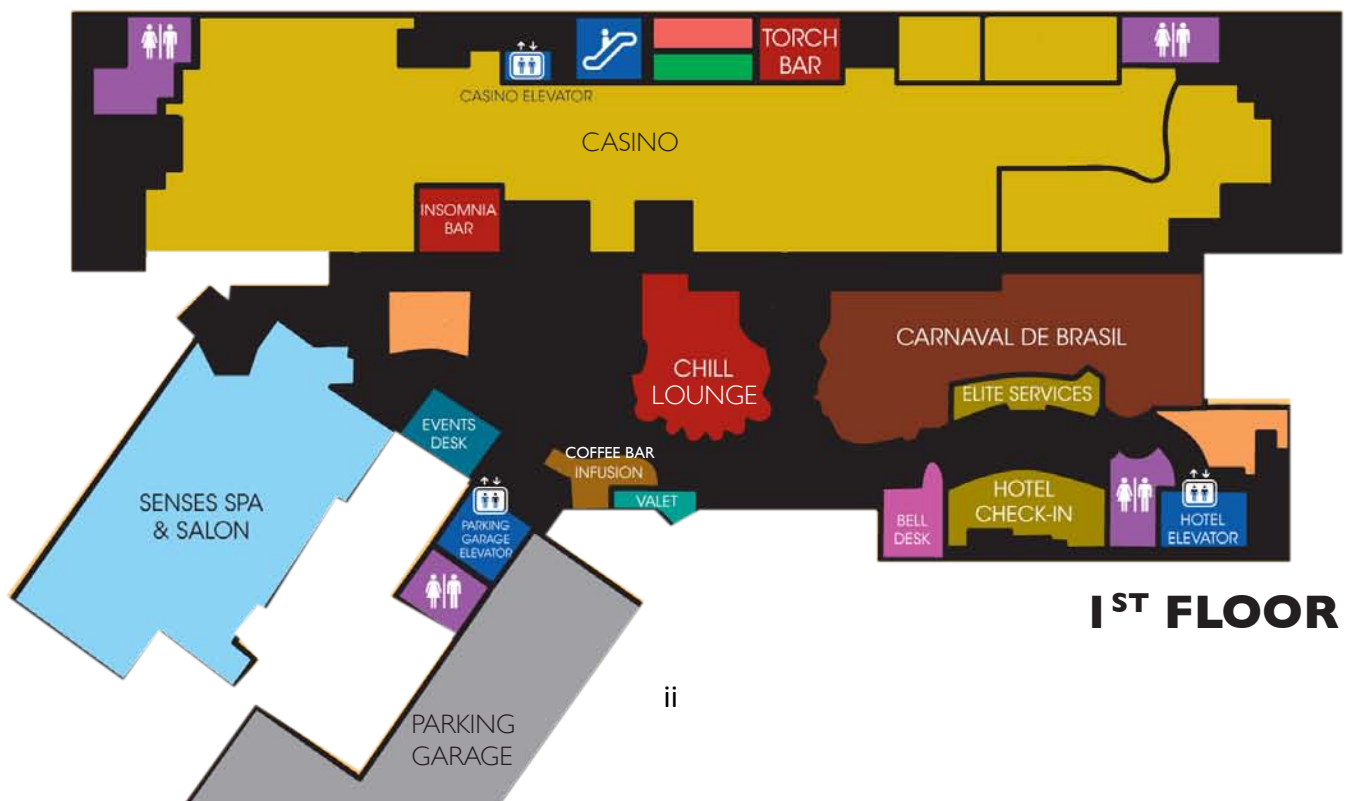 TORCH
BAR
CASINO ELEVATOR
CASINO
INSOMNIA
BAR
CARNAVAL DE BRASIL
CHILL
LOUNGE
ELITE SERVICES
EVENTS
DESK
COFFEE BAR
INFUSION
VALET
SENSES SPA
& SALON
PARKING
GARAGE
ELEVATOR
BELL
DESK
HOTEL
CHECK-IN
HOTEL
ELEVATOR
1ST FLOOR
ii
PARKING
GARAGE